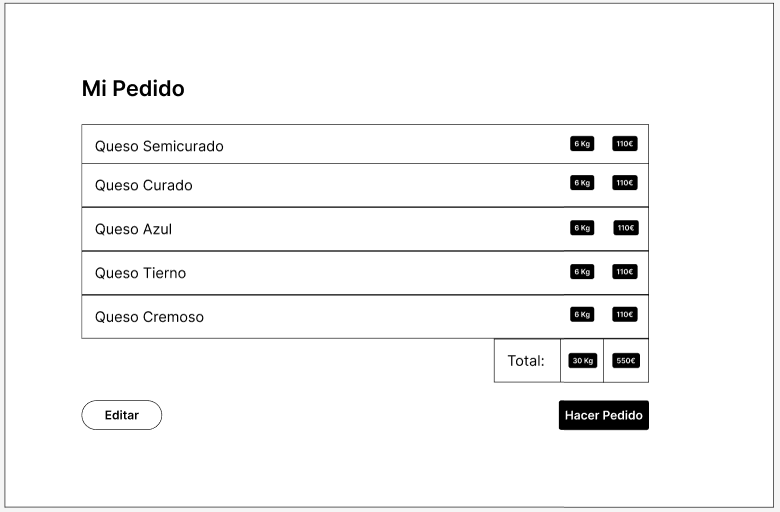 Mi Pedido
Queso Semicurado 6 Kg 110€
Queso Curado 6 Kg 110€
Queso Azul 6 Kg 110€
Queso Tierno 6 Kg 110€
Queso Cremoso 6 Kg 110€
Total: 30 Kg 550€
Editar Hacer Pedido